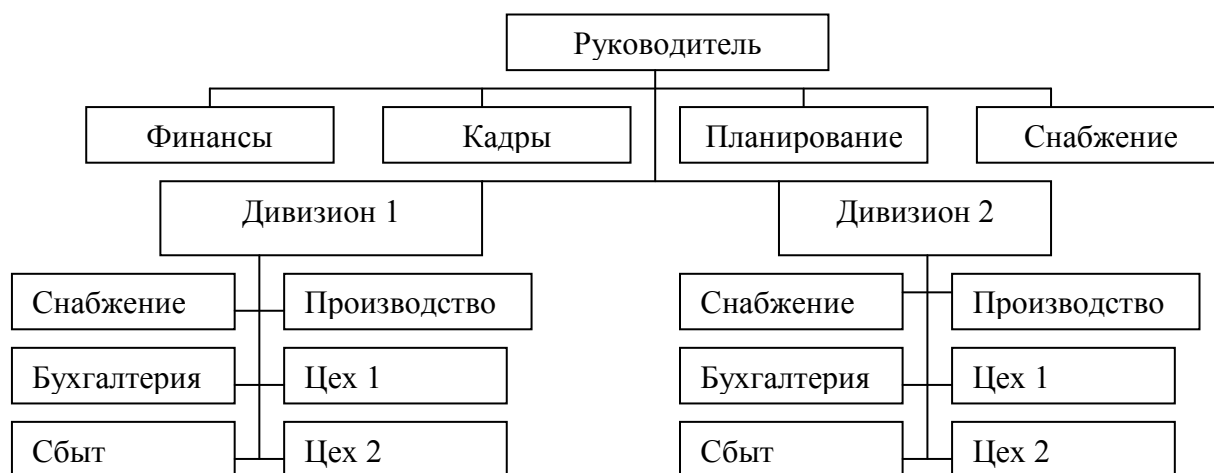 Руководитель
Финансы
Кадры
Планирование
Снабжение
Дивизион 1
Дивизион 2
Снабжение
Производство
Снабжение
Производство
Бухгалтерия
Цех 1
Бухгалтерия
Цех 1
Сбыт
Цех 2
Сбыт
Цех 2